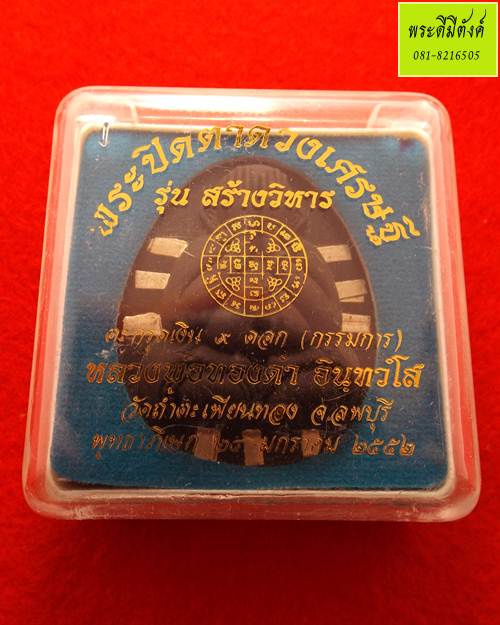 พระดีมีตังค์
081-8216505
พระปิดตาดวงเศรษฐี
รุ่น สร้างวิหาร
ตะกรุดเงิน ๙ ดอก (กรรมการ)
หลวงพ่อทองดำ อินฺทวํโส
วัดถ้ำตะเพียนทอง จ.ลพบุรี
พุทธาภิเษก ๒๔ มกราคม ๒๕๕๒